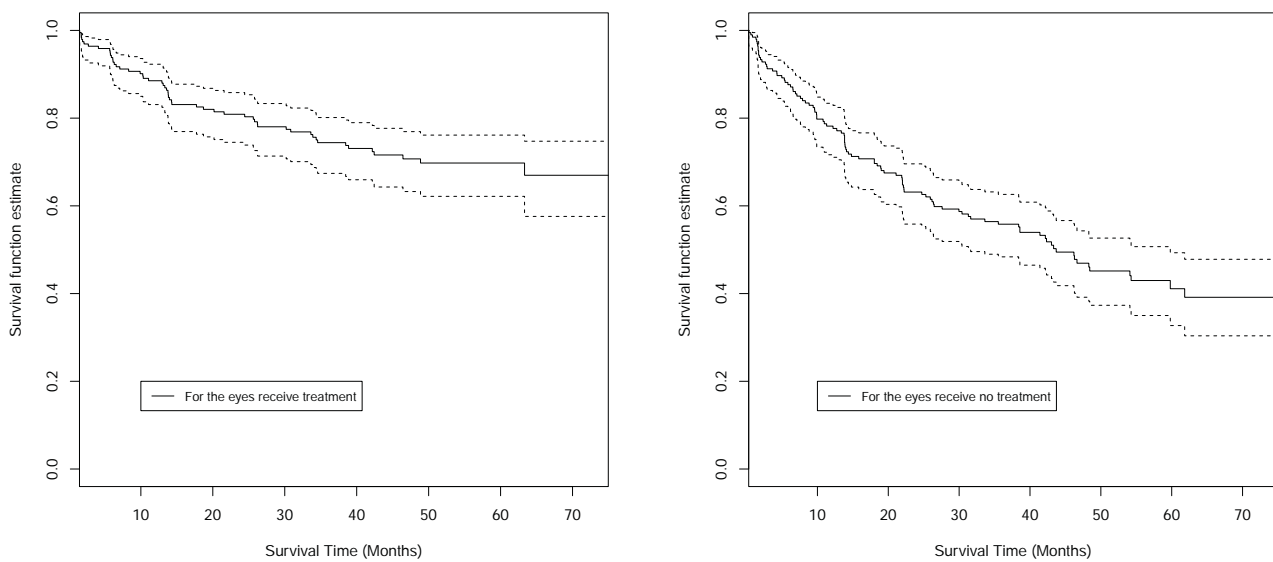 Survival function estimate
1.0
0.8
0.6
0.4
0.2
0.0
For the eyes receive treatment
10 20 30 40 50 60 70
Survival Time (Months)
Survival function estimate
1.0
0.8
0.6
0.4
0.2
0.0
For the eyes receive no treatment
10 20 30 40 50 60 70
Survival Time (Months)